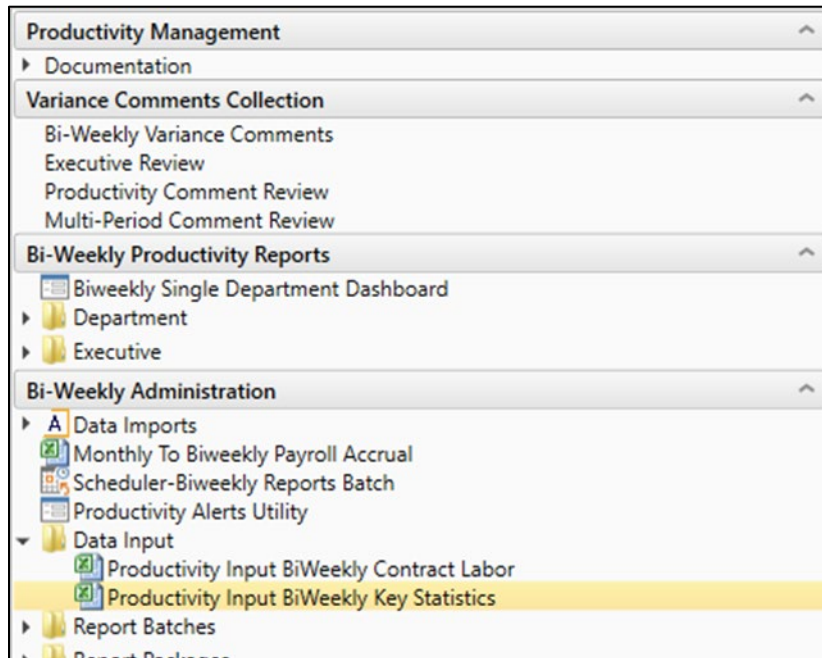 Productivity Management
Documentation
Variance Comments Collection
Bi-Weekly Variance Comments
Executive Review
Productivity Comment Review
Multi-Period Comment Review
Bi-Weekly Productivity Reports
Biweekly Single Department Dashboard
Department
Executive
Bi-Weekly Administration
A Data Imports
Monthly To Biweekly Payroll Accrual
Scheduler-Biweekly Reports Batch
Productivity Alerts Utility
Data Input
Productivity Input BiWeekly Contract Labor
Productivity Input BiWeekly Key Statistics
Report Batches
Report Packages